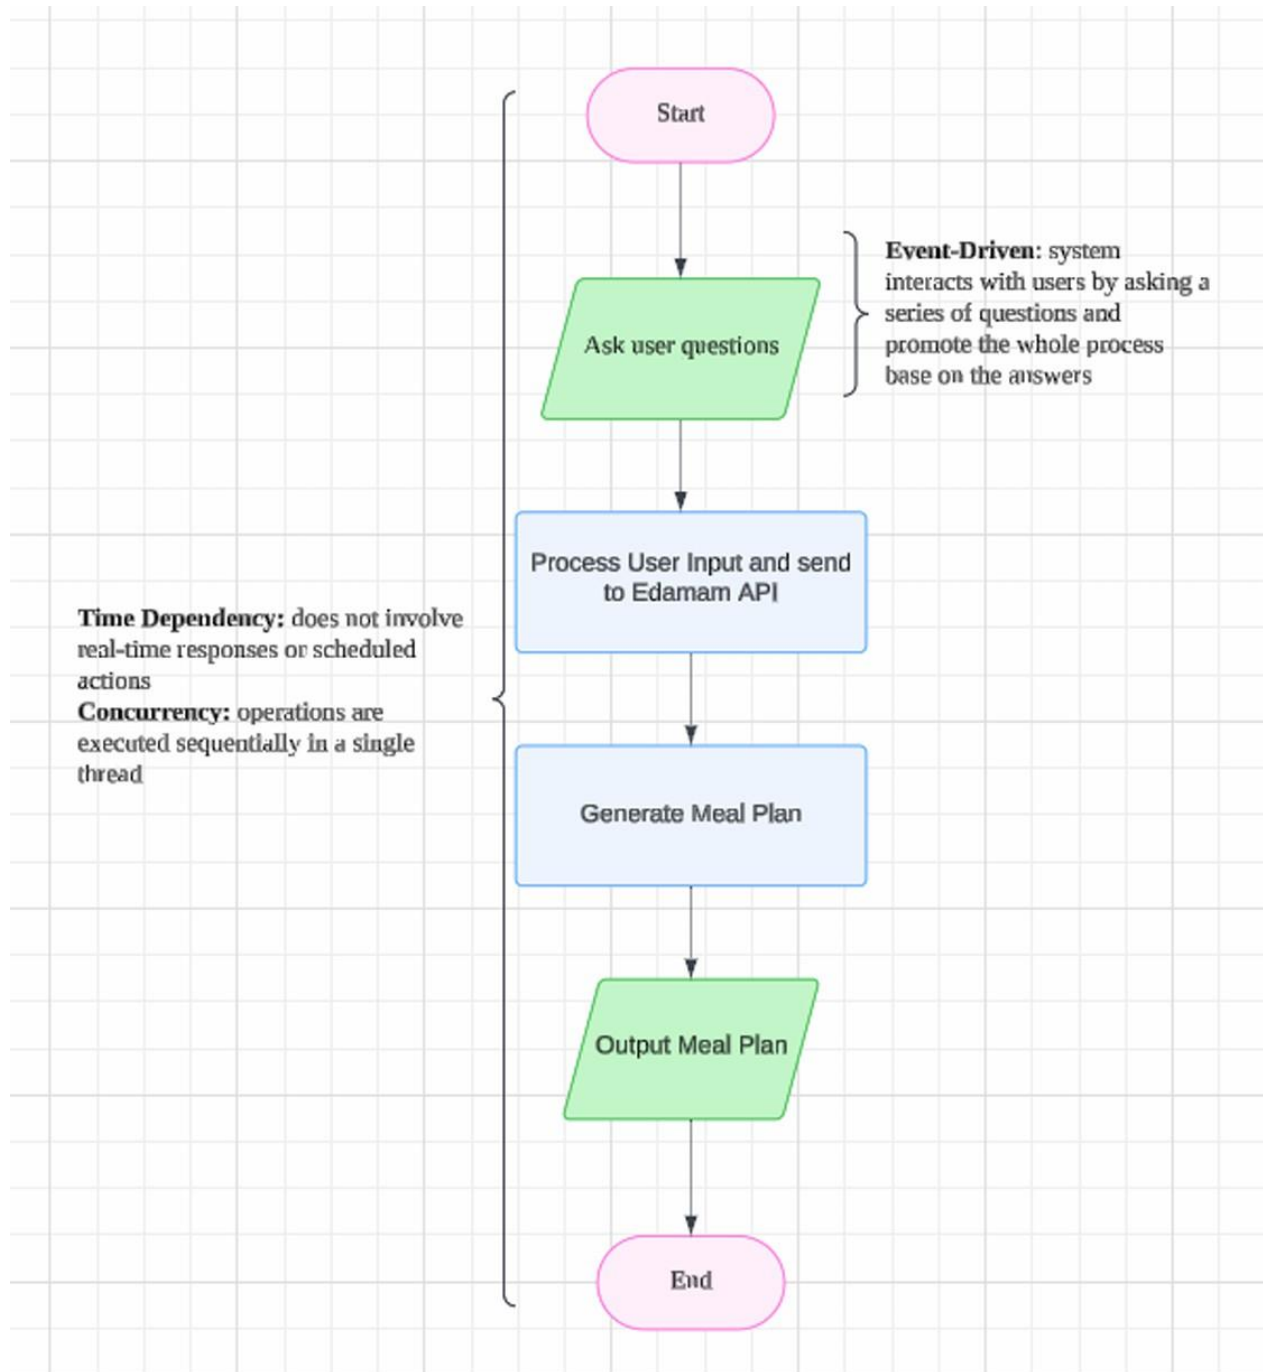 Start
Event-Driven: system
interacts with users by asking a
series of questions and
promote the whole process
base on the answers
Ask user questions
Process User Input and send
to Edamam API
Time Dependency: does not involve
real-time responses or scheduled
actions
Concurrency: operations are
executed sequentially in a single
thread
Generate Meal Plan
Output Meal Plan
End